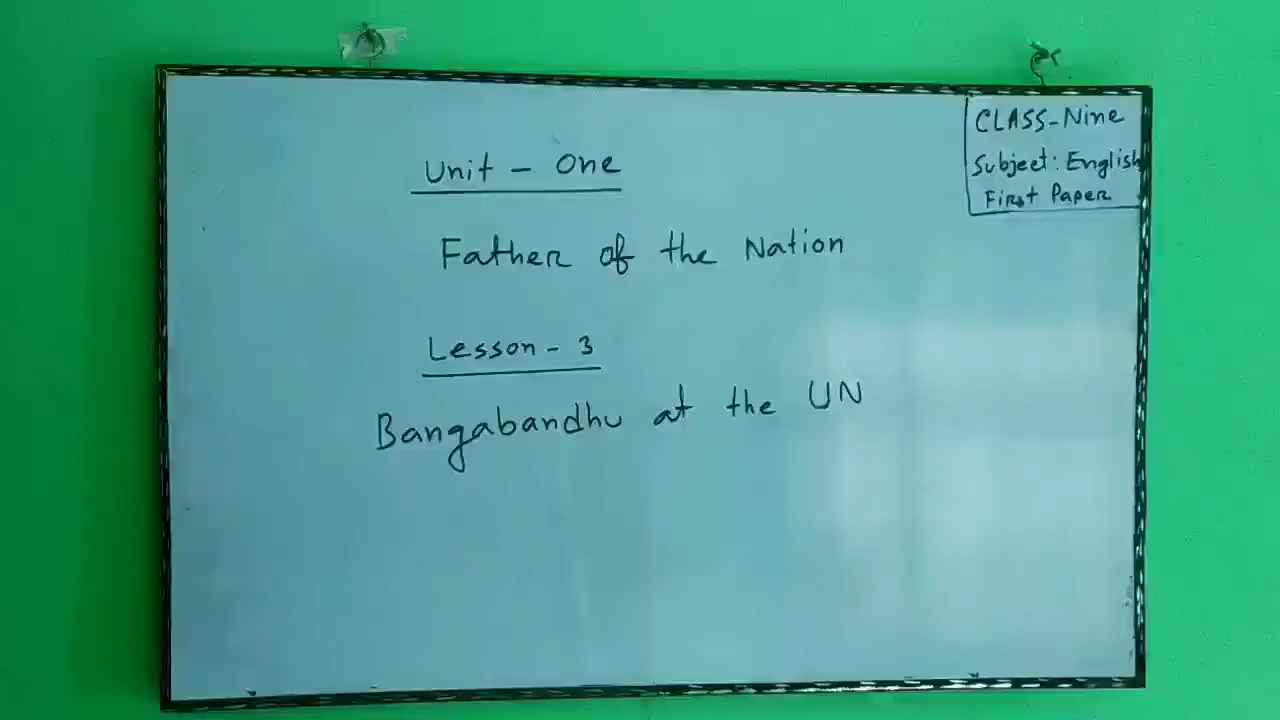 CLASS-Nine
Subject: English
First Paper
Unit - One
Father of the Nation
Lesson - 3
Bangabandhu at the UN